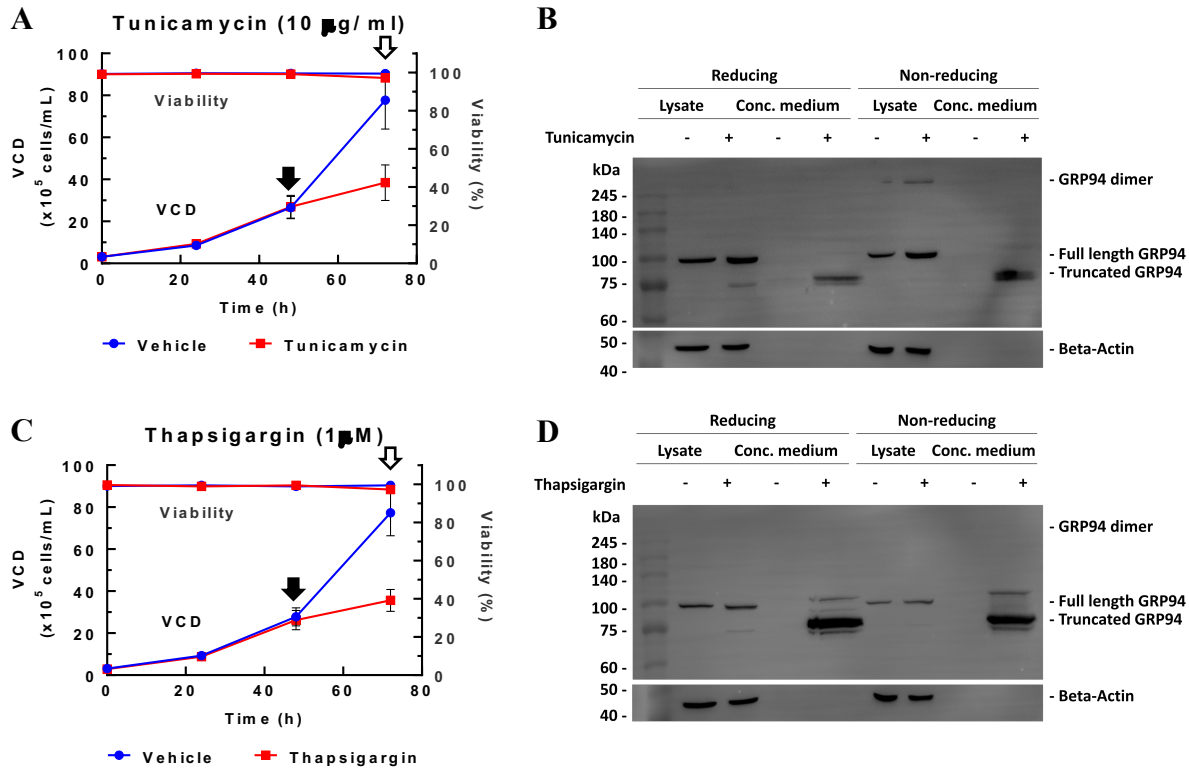 A
Tunicamycin (10 μg/ ml)
100
80
60
40
20
0
VCD
(x10⁵ cells/mL)
Viability
VCD
100
80
60
40
20
0
Viability (%)
0 20 40 60 80
Time (h)
Vehicle Tunicamycin
B
Reducing Non-reducing
Lysate Conc. medium Lysate Conc. medium
Tunicamycin - + - + - + - +
kDa
245 -
180 -
140 -
100 -
75 -
60 -
50 -
40 -
- GRP94 dimer
- Full length GRP94
- Truncated GRP94
- Beta-Actin
C
Thapsigargin (1μM)
100
80
60
40
20
0
VCD
(x10⁵ cells/mL)
Viability
VCD
100
80
60
40
20
0
Viability (%)
0 20 40 60 80
Time (h)
Vehicle Thapsigargin
D
Reducing Non-reducing
Lysate Conc. medium Lysate Conc. medium
Thapsigargin - + - + - + - +
kDa
245 -
180 -
140 -
100 -
75 -
60 -
50 -
40 -
- GRP94 dimer
- Full length GRP94
- Truncated GRP94
- Beta-Actin